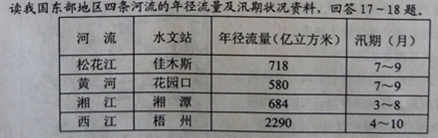 读我国东部地区四条河流的年径流量及汛期状况资料，回答17~18题．
河 流 水文站 年径流量(亿立方米) 汛期（月）
松花江 佳木斯 718 7~9
黄 河 花园口 580 7~9
湘 江 湘 潭 684 3~8
西 江 梧 州 2290 4~10